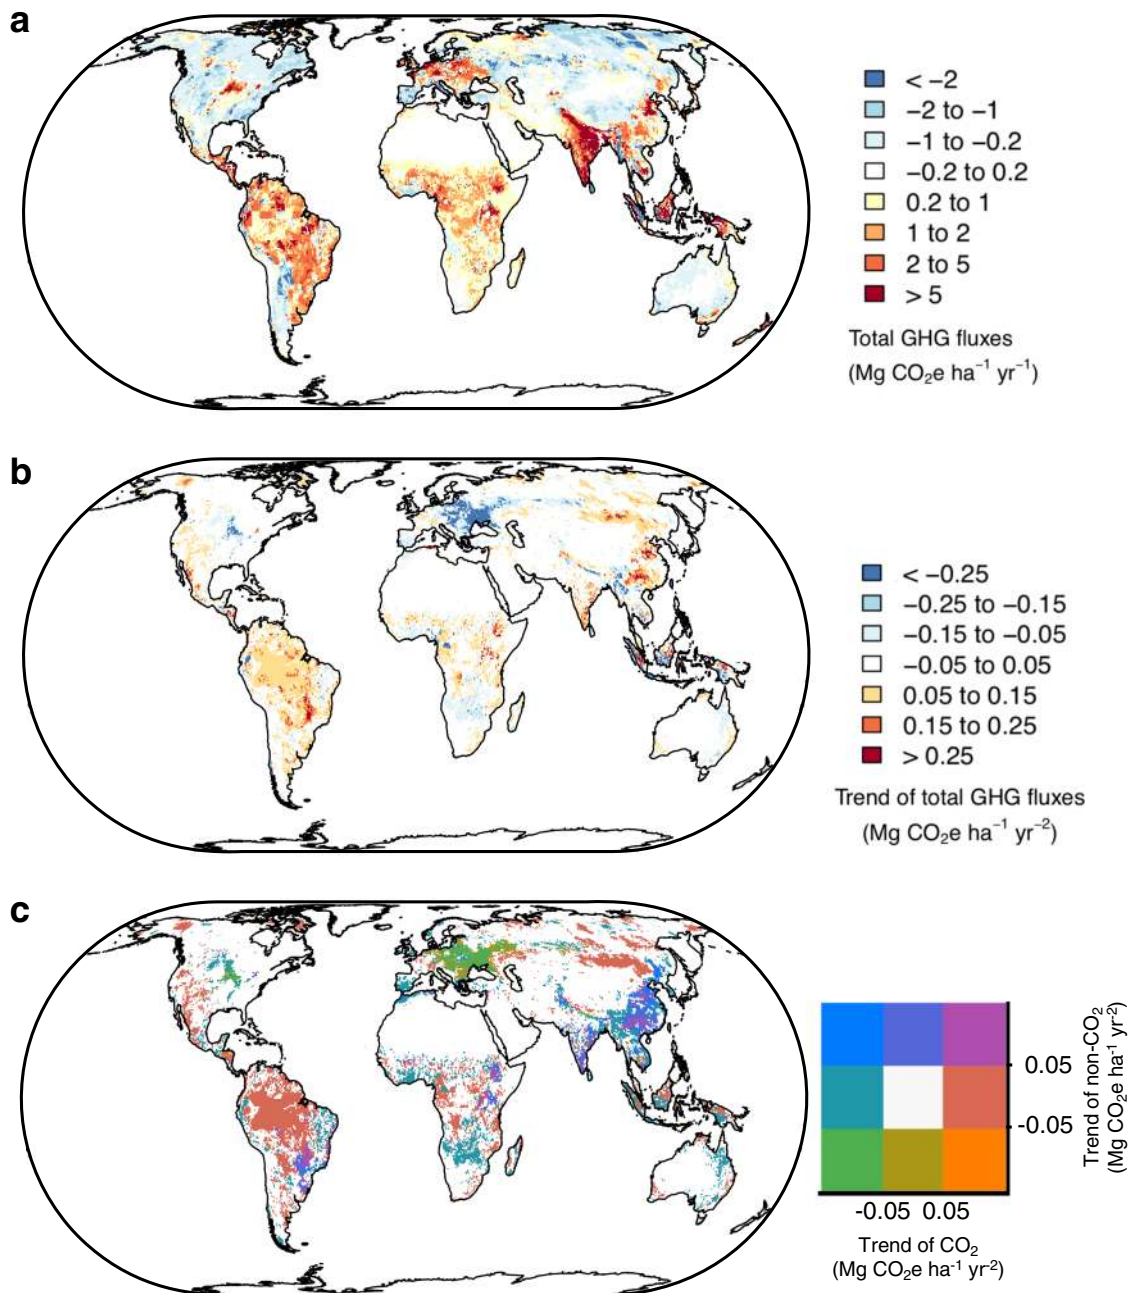 a
< −2
−2 to −1
−1 to −0.2
−0.2 to 0.2
0.2 to 1
1 to 2
2 to 5
> 5
Total GHG fluxes
(Mg CO₂e ha⁻¹ yr⁻¹)
b
< −0.25
−0.25 to −0.15
−0.15 to −0.05
−0.05 to 0.05
0.05 to 0.15
0.15 to 0.25
> 0.25
Trend of total GHG fluxes
(Mg CO₂e ha⁻¹ yr⁻²)
c
0.05
-0.05
Trend of non-CO₂
(Mg CO₂e ha⁻¹ yr⁻²)
-0.05 0.05
Trend of CO₂
(Mg CO₂e ha⁻¹ yr⁻²)